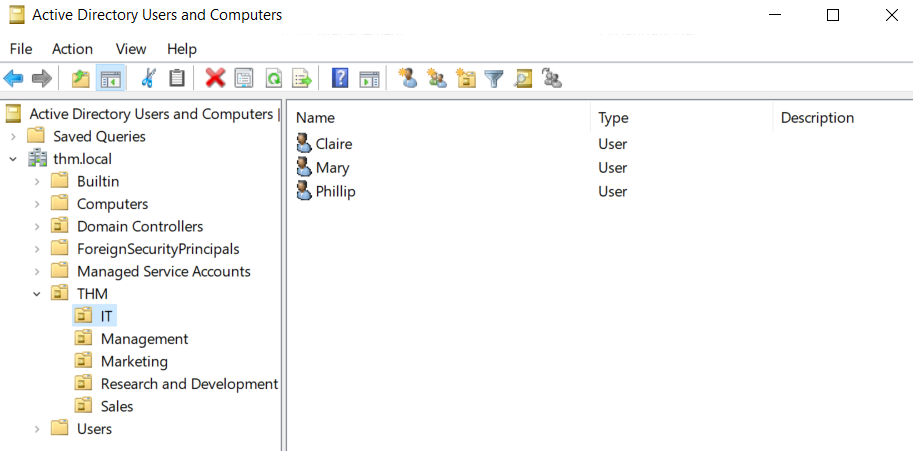 Active Directory Users and Computers
File Action View Help
Active Directory Users and Computers
Saved Queries
thm.local
Builtin
Computers
Domain Controllers
ForeignSecurityPrincipals
Managed Service Accounts
THM
IT
Management
Marketing
Research and Development
Sales
Users
Name Type Description
Claire User
Mary User
Phillip User